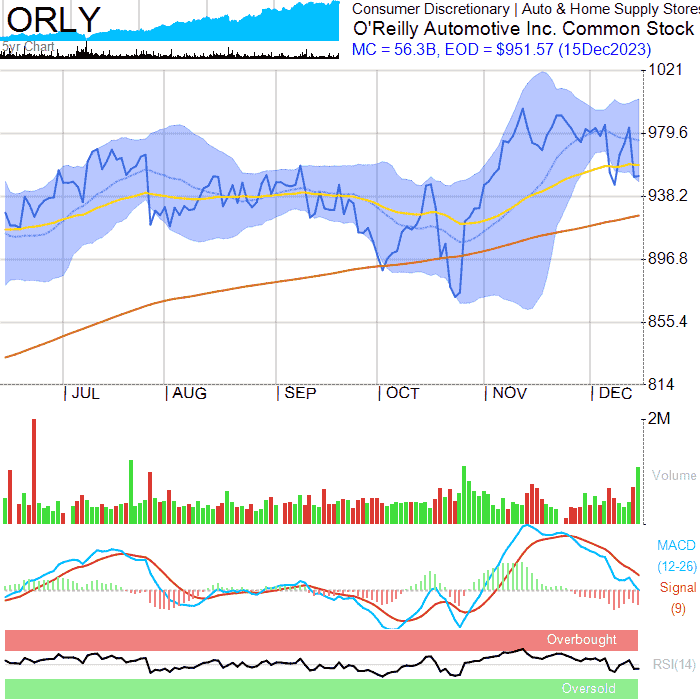 ORLY
5yr Chart
Consumer Discretionary | Auto & Home Supply Stores
O'Reilly Automotive Inc. Common Stock
MC = 56.3B, EOD = $951.57 (15Dec2023)
1021
979.6
938.2
896.8
855.4
814
| JUL | AUG | SEP | OCT | NOV | DEC
2M
Volume
MACD
(12-26)
Signal
(9)
Overbought
RSI(14)
Oversold